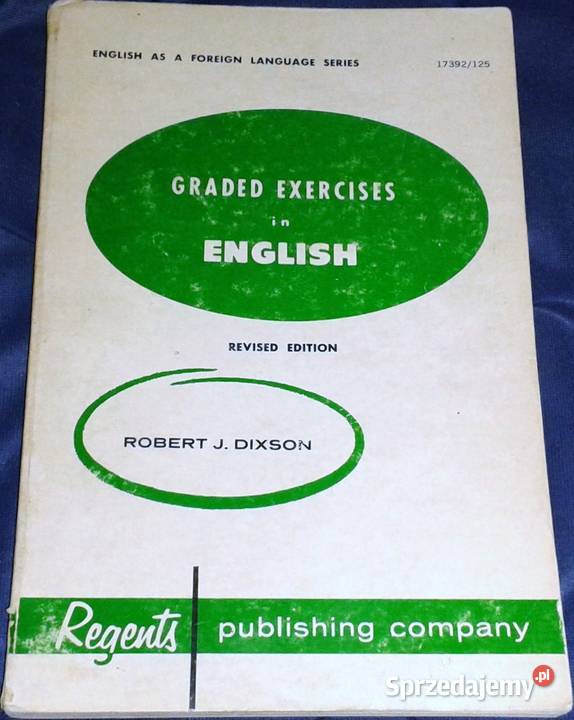 ENGLISH AS A FOREIGN LANGUAGE SERIES 17392/125
GRADED EXERCISES
in
ENGLISH
REVISED EDITION
ROBERT J. DIXSON
Regents publishing company
Sprzedajemy.pl